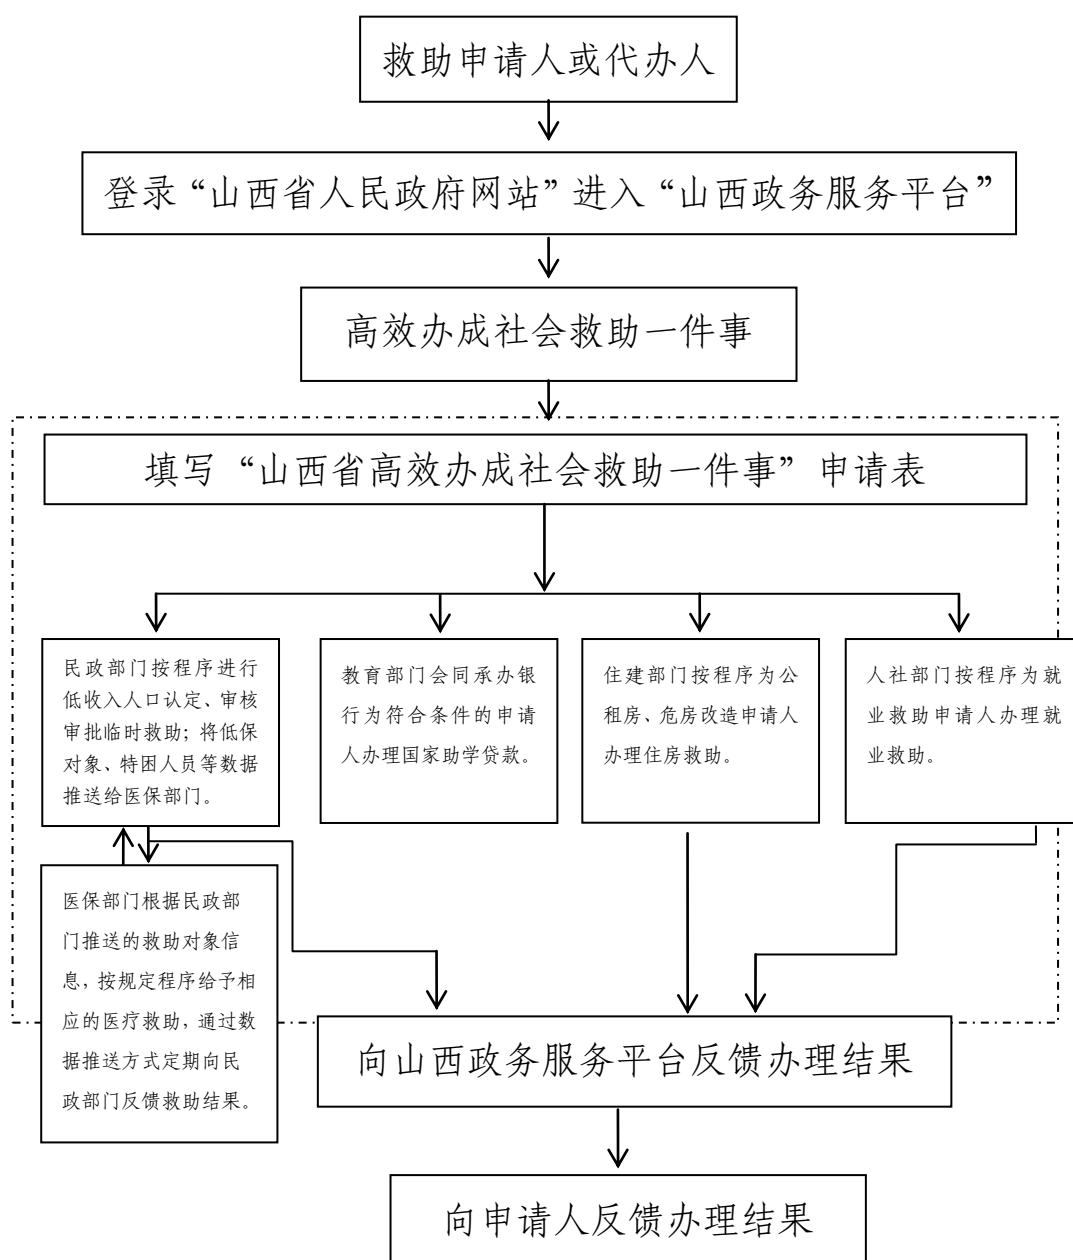 救助申请人或代办人
登录“山西省人民政府网站”进入“山西政务服务平台”
高效办成社会救助一件事
填写“山西省高效办成社会救助一件事”申请表
民政部门按程序进行
低收入人口认定、审核
审批临时救助；将低保
对象、特困人员等数据
推送给医保部门。
教育部门会同承办银
行为符合条件的申请
人办理国家助学贷款。
住建部门按程序为公
租房、危房改造申请人
办理住房救助。
人社部门按程序为就
业救助申请人办理就
业救助。
医保部门根据民政部
门推送的救助对象信
息，按规定程序给予相
应的医疗救助，通过数
据推送方式定期向民
政部门反馈救助结果。
向山西政务服务平台反馈办理结果
向申请人反馈办理结果